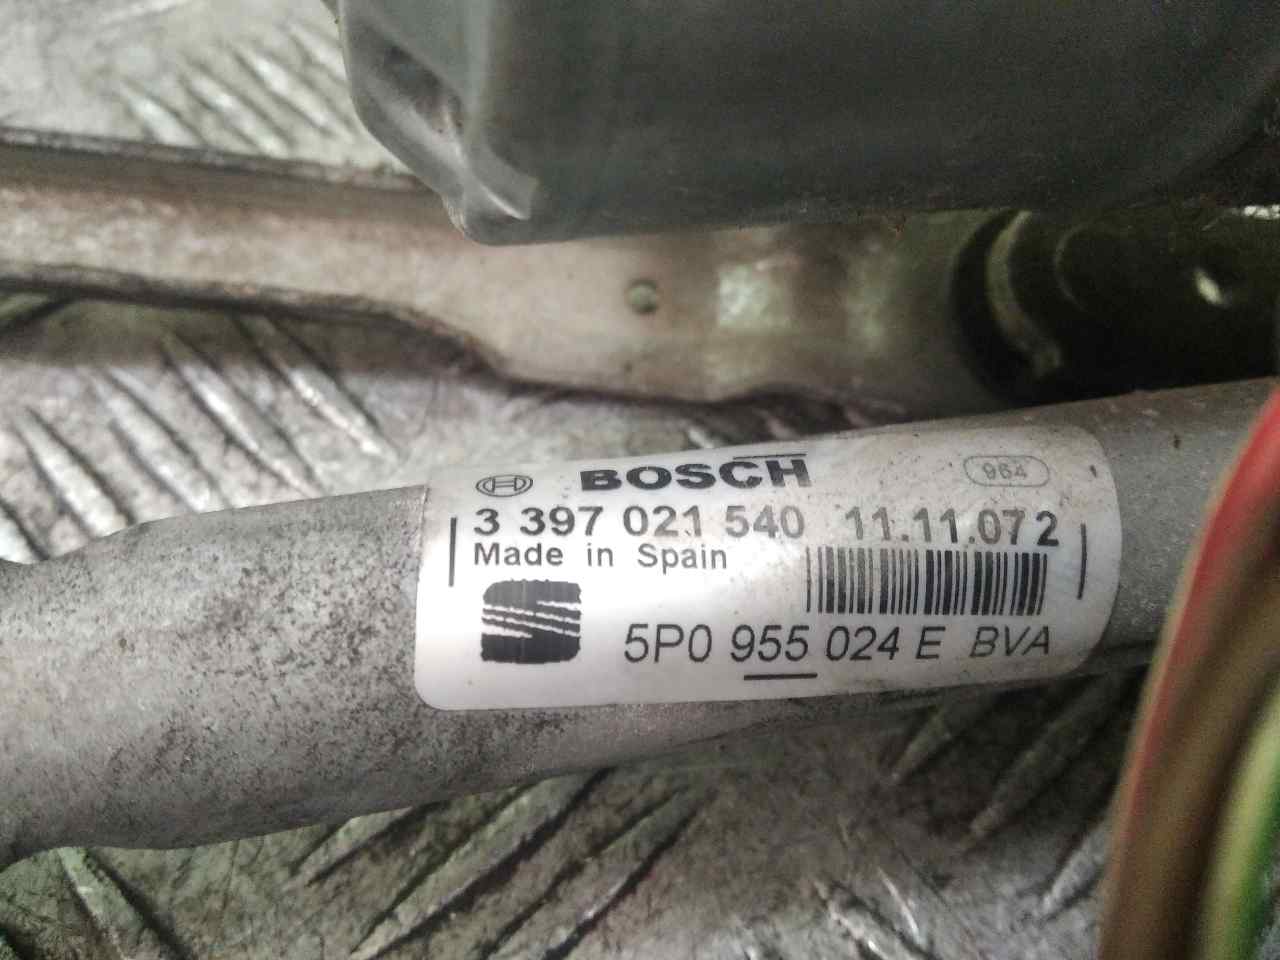 BOSCH 964
3 397 021 540 11.11.07 2
Made in Spain
5P0 955 024 E BVA